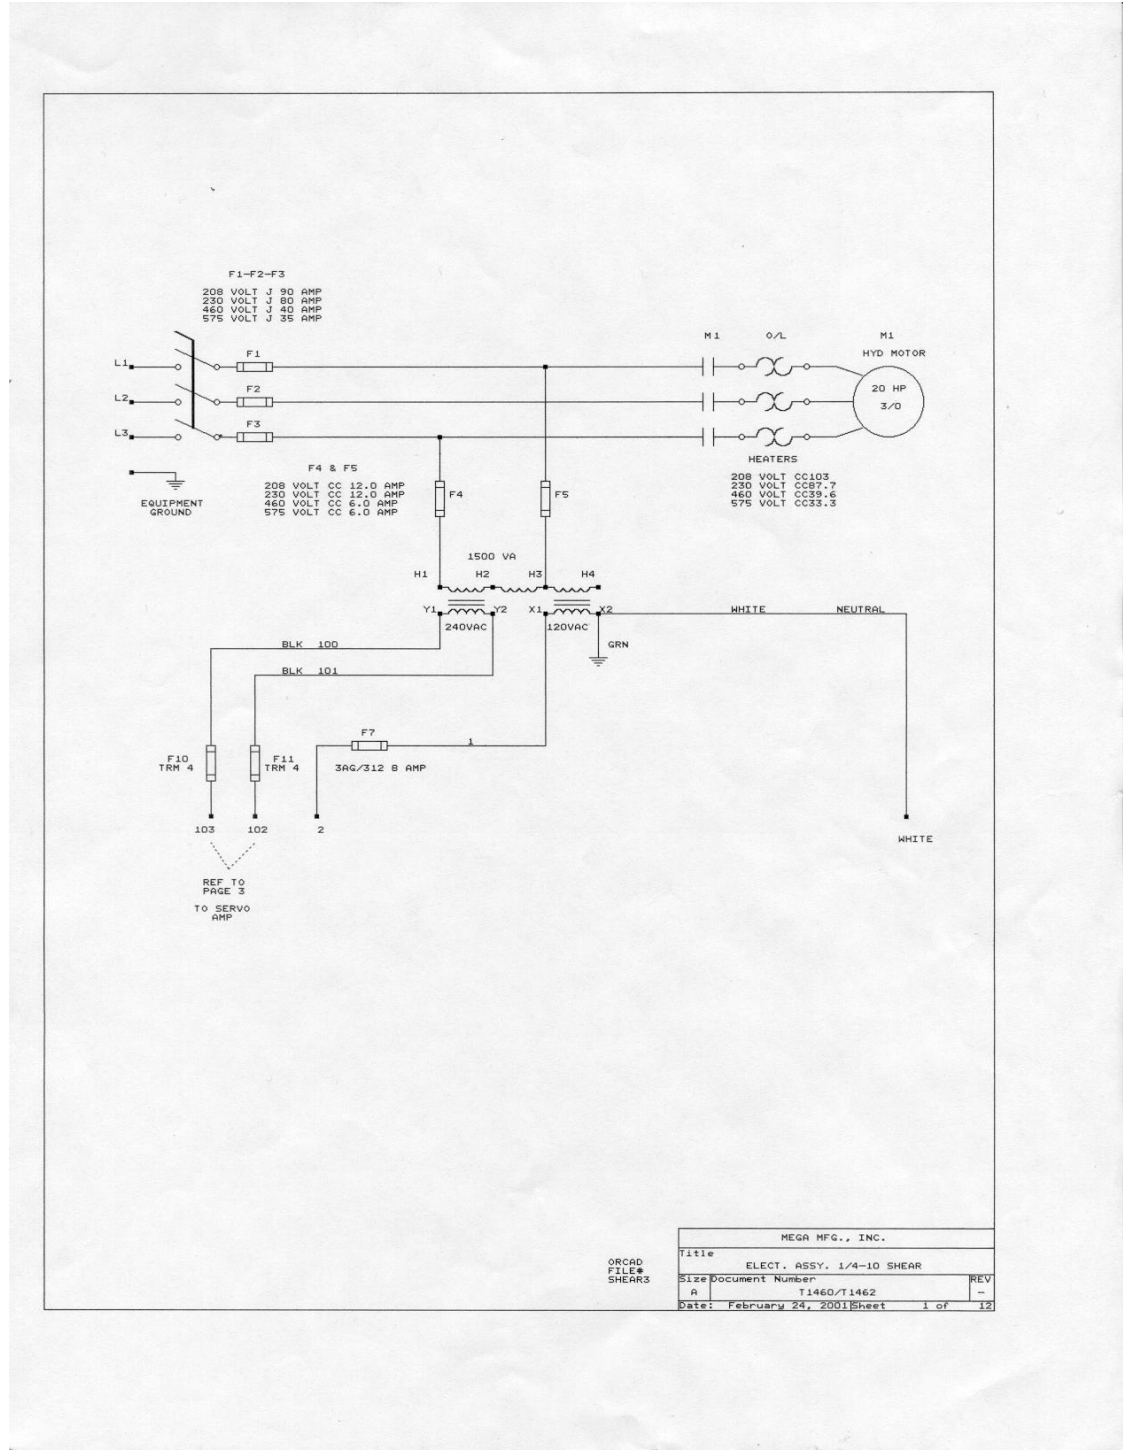 F1-F2-F3
208 VOLT J 90 AMP
230 VOLT J 80 AMP
460 VOLT J 40 AMP
575 VOLT J 35 AMP
M1
O/L
M1
HYD MOTOR
L1
F1
L2
F2
20 HP
3/0
L3
F3
HEATERS
208 VOLT CC103
230 VOLT CC87.7
460 VOLT CC39.6
575 VOLT CC33.3
F4 & F5
208 VOLT CC 12.0 AMP
230 VOLT CC 12.0 AMP
460 VOLT CC 6.0 AMP
575 VOLT CC 6.0 AMP
EQUIPMENT
GROUND
F4
F5
1500 VA
H1
H2
H3
H4
Y1
Y2
X1
X2
240VAC
120VAC
WHITE
NEUTRAL
GRN
BLK 100
BLK 101
F7
1
F10
TRM 4
F11
TRM 4
3AG/312 8 AMP
103
102
2
WHITE
REF TO
PAGE 3
TO SERVO
AMP
ORCAD
FILE#
SHEAR3
MEGA MFG., INC.
Title
ELECT. ASSY. 1/4-10 SHEAR
Size Document Number REV
A T1460/T1462 -
Date: February 24, 2001 Sheet 1 of 12